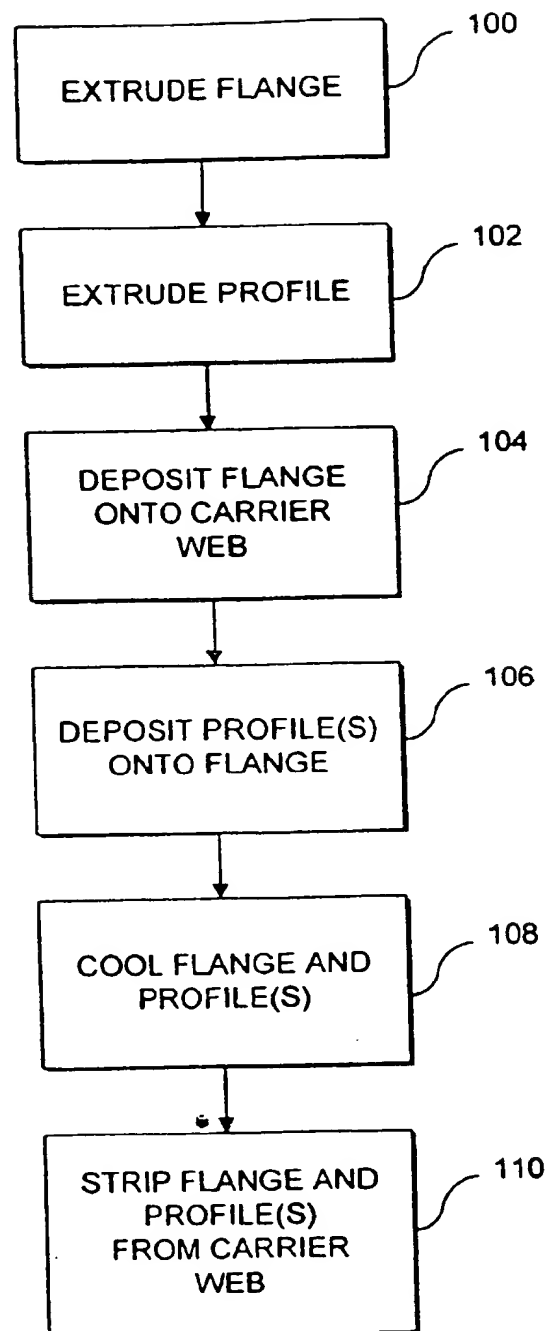 100
EXTRUDE FLANGE
102
EXTRUDE PROFILE
104
DEPOSIT FLANGE
ONTO CARRIER
WEB
106
DEPOSIT PROFILE(S)
ONTO FLANGE
108
COOL FLANGE AND
PROFILE(S)
110
STRIP FLANGE AND
PROFILE(S)
FROM CARRIER
WEB